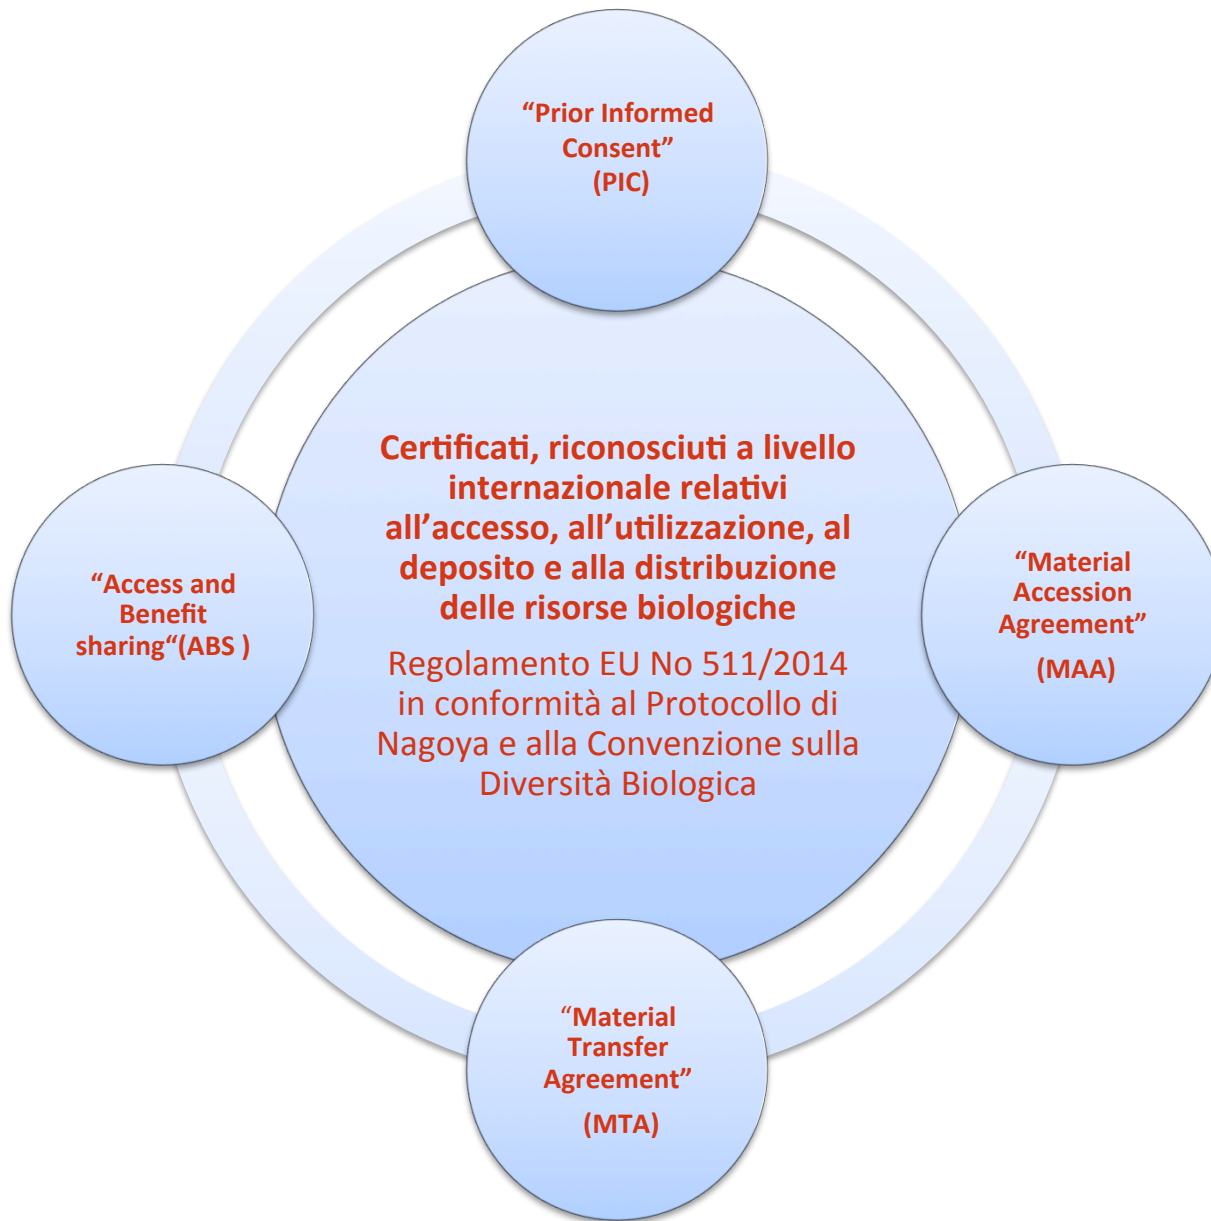 “Prior Informed
Consent”
(PIC)
Certificati, riconosciuti a livello
internazionale relativi
all’accesso, all’utilizzazione, al
deposito e alla distribuzione
delle risorse biologiche
Regolamento EU No 511/2014
in conformità al Protocollo di
Nagoya e alla Convenzione sulla
Diversità Biologica
“Access and
Benefit
sharing“(ABS )
“Material
Accession
Agreement”
(MAA)
“Material
Transfer
Agreement”
(MTA)